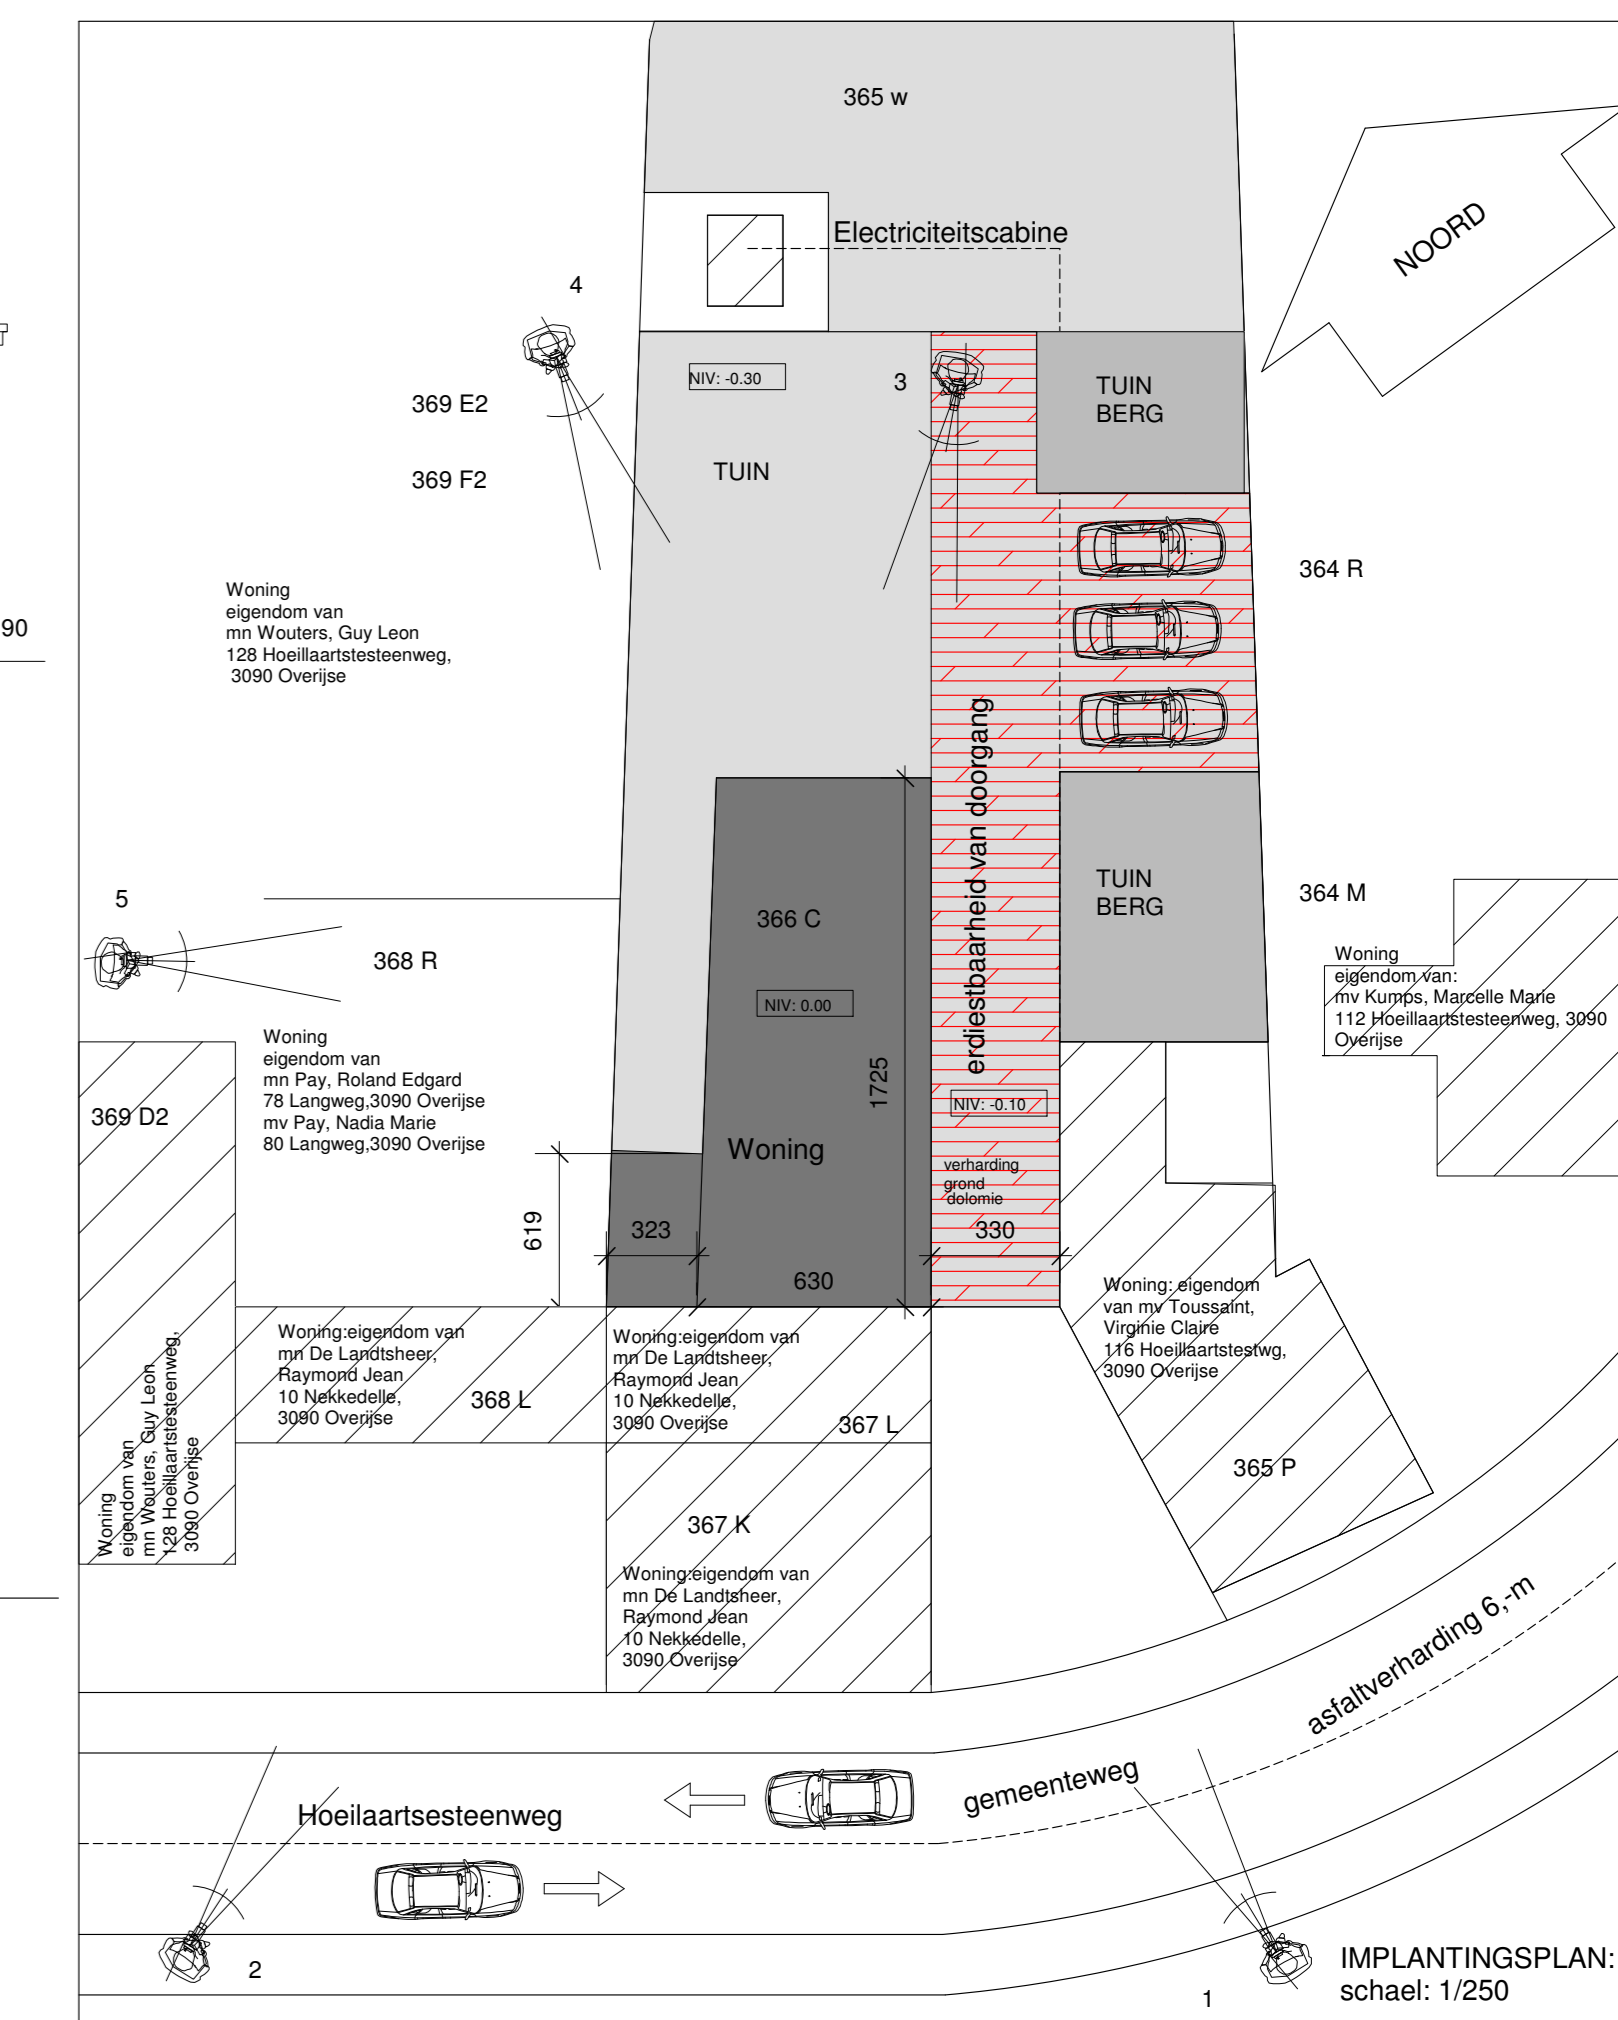 365 w
Electriciteitscabine
NOORD
4
NIV: -0.30
3
TUIN
BERG
369 E2
369 F2
TUIN
364 R
Woning
eigendom van
mn Wouters, Guy Leon
128 Hoeillaartstesteenweg,
3090 Overijse
90
erdiestbaarheid van doorgang
5
366 C
TUIN
BERG
364 M
368 R
NIV: 0.00
Woning
eigendom van:
mv Kumps, Marcelle Marie
112 Hoeillaartstesteenweg, 3090
Overijse
Woning
eigendom van
mn Pay, Roland Edgard
78 Langweg,3090 Overijse
mv Pay, Nadia Marie
80 Langweg,3090 Overijse
369 D2
1725
NIV: -0.10
Woning
verharding
grond
dolomie
619
323
330
630
Woning: eigendom
van mv Toussaint,
Virginie Claire
116 Hoeillaartstestwg,
3090 Overijse
Woning:eigendom van
mn De Landtsheer,
Raymond Jean
10 Nekkedelle,
3090 Overijse
368 L
Woning:eigendom van
mn De Landtsheer,
Raymond Jean
10 Nekkedelle,
3090 Overijse
367 L
365 P
Woning
eigendom van
mn Wouters, Guy Leon
128 Hoeillaartstesteenweg,
3090 Overijse
367 K
Woning:eigendom van
mn De Landtsheer,
Raymond Jean
10 Nekkedelle,
3090 Overijse
asfaltverharding 6,-m
gemeenteweg
Hoeilaartsesteenweg
2
1
IMPLANTINGSPLAN:
schael: 1/250